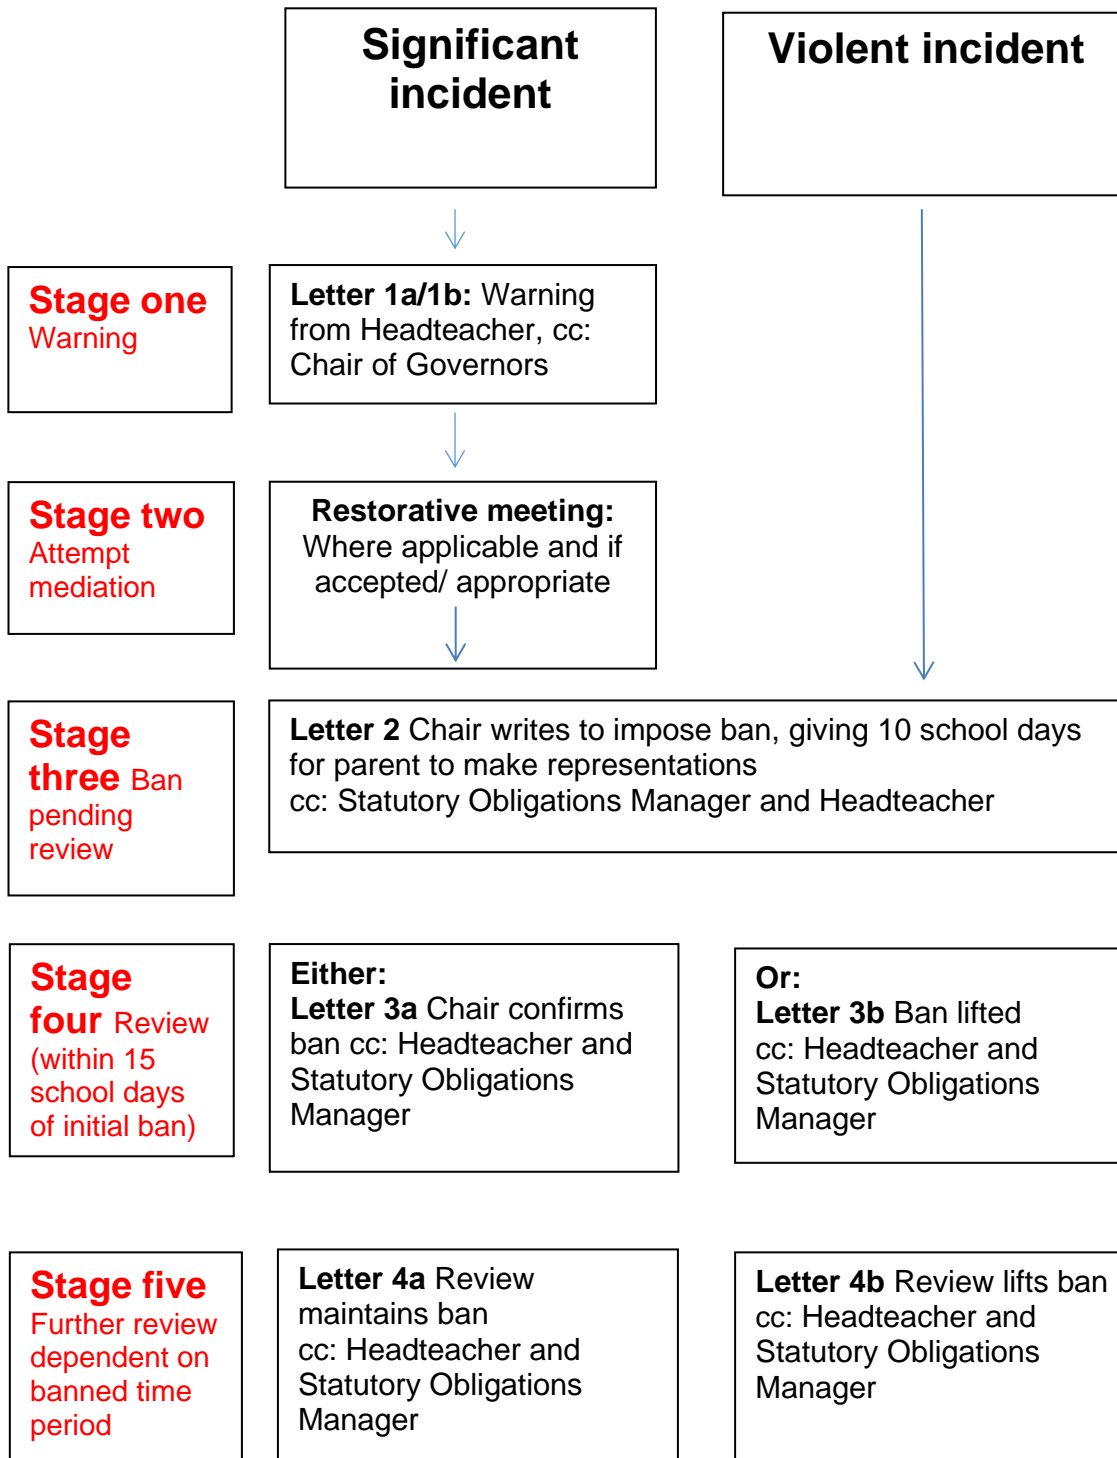 Significant
incident
Violent incident
Stage one
Warning
Letter 1a/1b: Warning
from Headteacher, cc:
Chair of Governors
Stage two
Attempt
mediation
Restorative meeting:
Where applicable and if
accepted/ appropriate
Stage
three Ban
pending
review
Letter 2 Chair writes to impose ban, giving 10 school days
for parent to make representations
cc: Statutory Obligations Manager and Headteacher
Stage
four Review
(within 15
school days
of initial ban)
Either:
Letter 3a Chair confirms
ban cc: Headteacher and
Statutory Obligations
Manager
Or:
Letter 3b Ban lifted
cc: Headteacher and
Statutory Obligations
Manager
Stage five
Further review
dependent on
banned time
period
Letter 4a Review
maintains ban
cc: Headteacher and
Statutory Obligations
Manager
Letter 4b Review lifts ban
cc: Headteacher and
Statutory Obligations
Manager